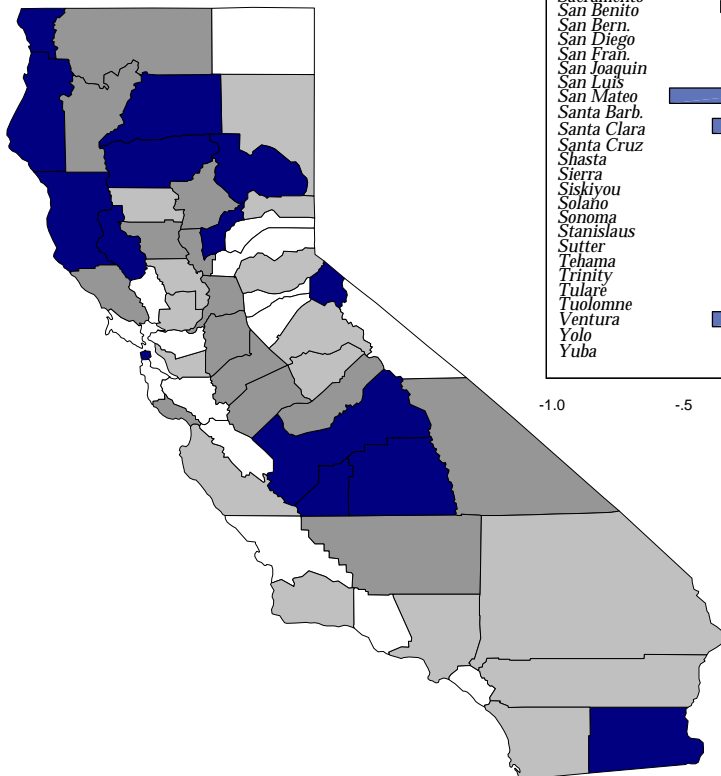 Sacramento
San Benito
San Bern.
San Diego
San Fran.
San Joaquin
San Luis
San Mateo
Santa Barb.
Santa Clara
Santa Cruz
Shasta
Sierra
Siskiyou
Solano
Sonoma
Stanislaus
Sutter
Tehama
Trinity
Tulare
Tuolomne
Ventura
Yolo
Yuba
-1.0 -.5